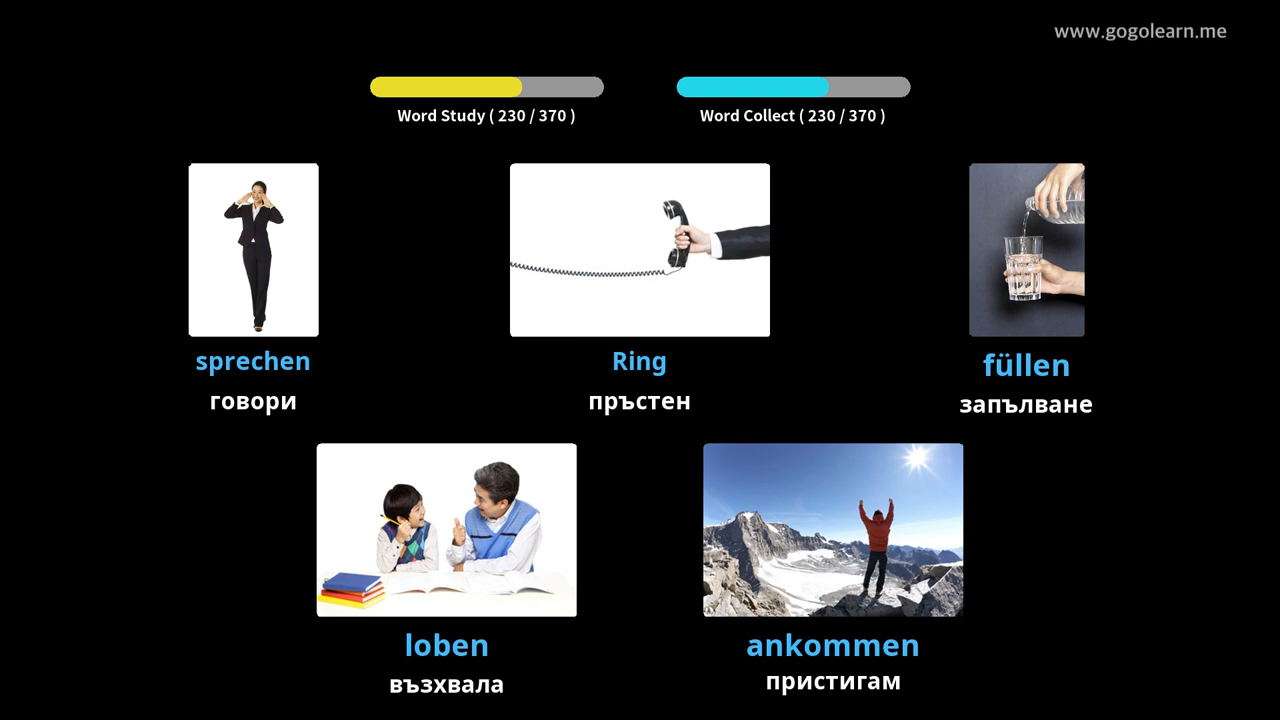 www.gogolearn.me
Word Study ( 230 / 370 )
Word Collect ( 230 / 370 )
sprechen
говори
Ring
пръстен
füllen
запълване
loben
възхвала
ankommen
пристигам